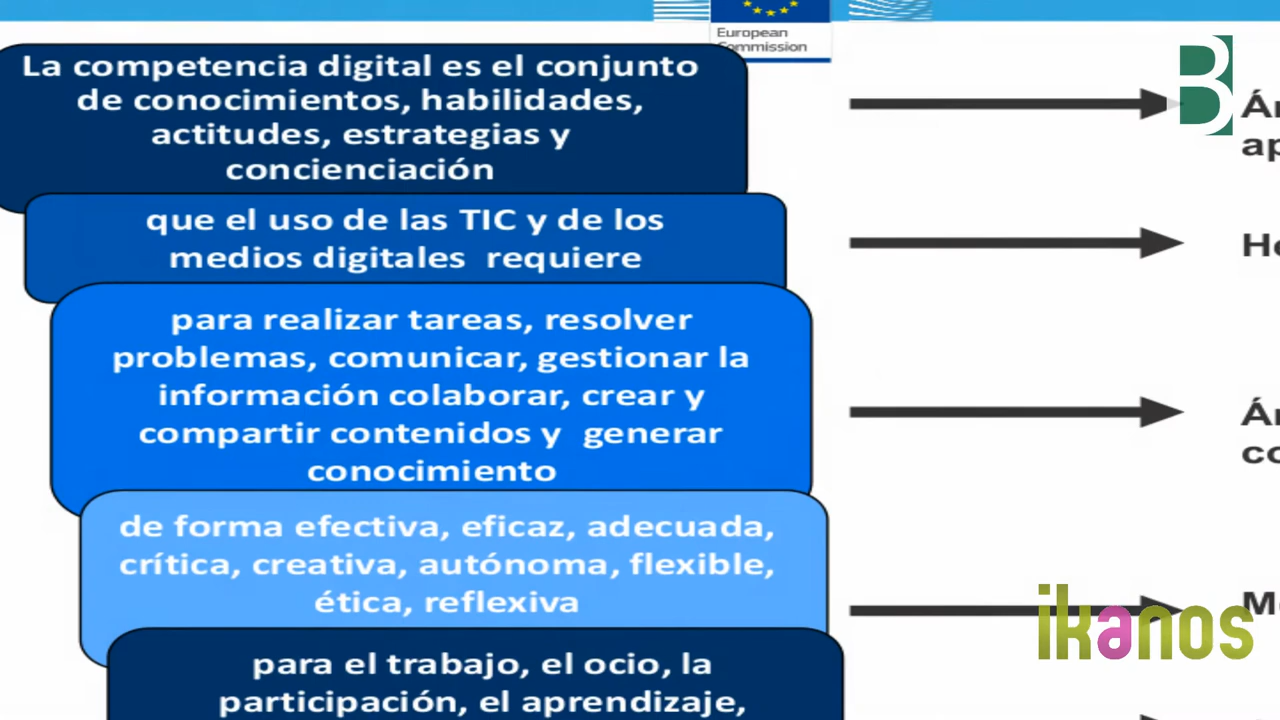 European
Commission
La competencia digital es el conjunto
de conocimientos, habilidades,
actitudes, estrategias y
concienciación
que el uso de las TIC y de los
medios digitales requiere
para realizar tareas, resolver
problemas, comunicar, gestionar la
información colaborar, crear y
compartir contenidos y generar
conocimiento
de forma efectiva, eficaz, adecuada,
crítica, creativa, autónoma, flexible,
ética, reflexiva
para el trabajo, el ocio, la
participación, el aprendizaje,
B
ikanos